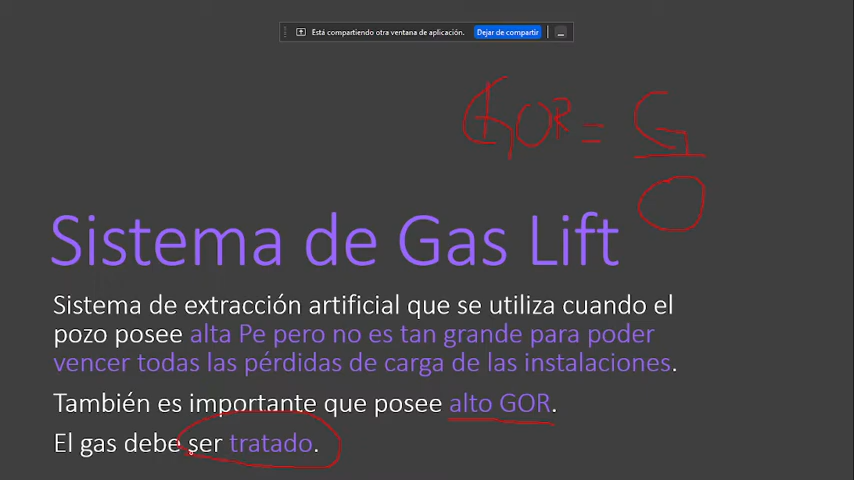 Está compartiendo otra ventana de aplicación. Dejar de compartir
GOR = G
O
Sistema de Gas Lift
Sistema de extracción artificial que se utiliza cuando el
pozo posee alta Pe pero no es tan grande para poder
vencer todas las pérdidas de carga de las instalaciones.
También es importante que posee alto GOR.
El gas debe ser tratado.